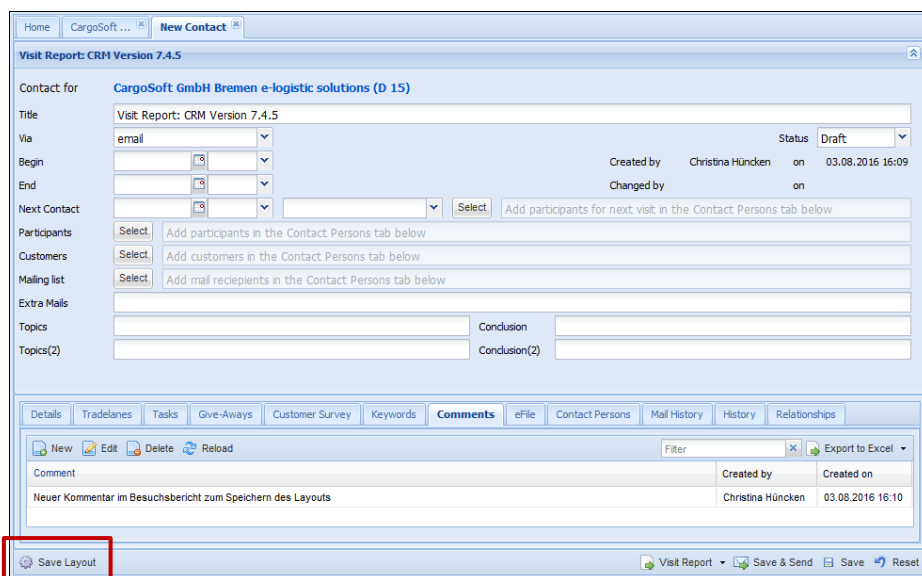 Home CargoSoft ... New Contact
Visit Report: CRM Version 7.4.5
Contact for CargoSoft GmbH Bremen e-logistic solutions (D 15)
Title Visit Report: CRM Version 7.4.5
Via email Status Draft
Begin Created by Christina Hüncken on 03.08.2016 16:09
End Changed by on
Next Contact Select Add participants for next visit in the Contact Persons tab below
Participants Select Add participants in the Contact Persons tab below
Customers Select Add customers in the Contact Persons tab below
Mailing list Select Add mail reciepients in the Contact Persons tab below
Extra Mails
Topics Conclusion
Topics(2) Conclusion(2)
Details Tradelanes Tasks Give-Aways Customer Survey Keywords Comments eFile Contact Persons Mail History History Relationships
New Edit Delete Reload Filter Export to Excel
Comment Created by Created on
Neuer Kommentar im Besuchsbericht zum Speichern des Layouts Christina Hüncken 03.08.2016 16:10
Save Layout Visit Report Save & Send Save Reset